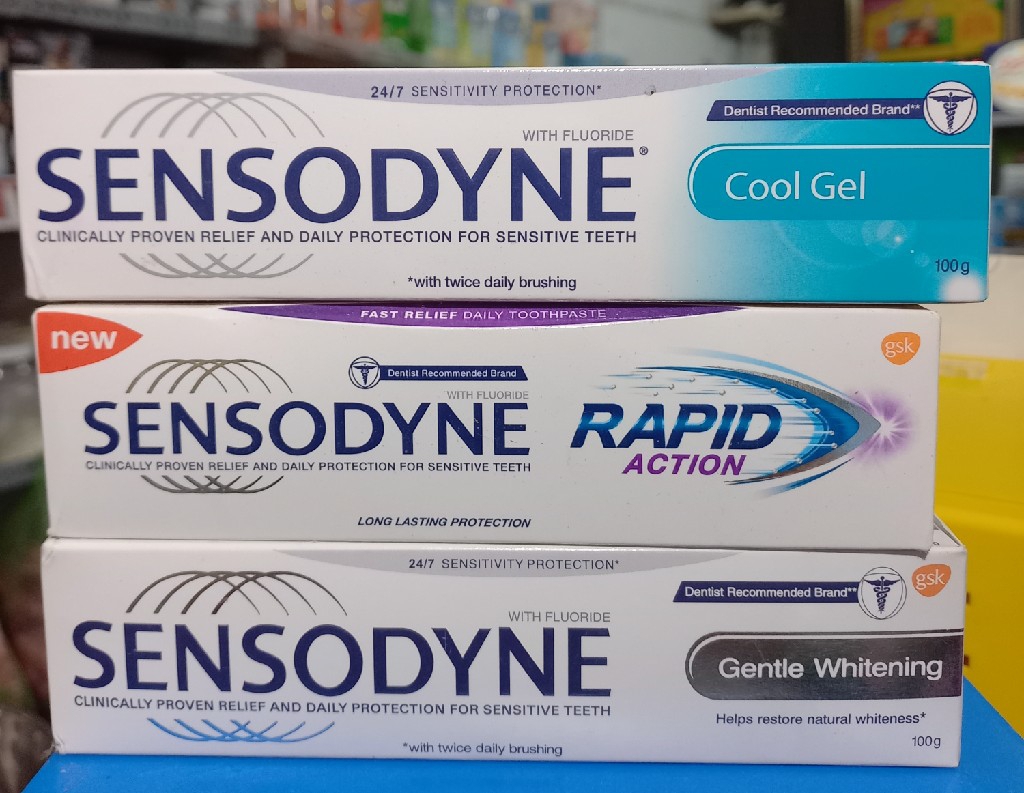 24/7 SENSITIVITY PROTECTION*
Dentist Recommended Brand**
WITH FLUORIDE
SENSODYNE®
Cool Gel
CLINICALLY PROVEN RELIEF AND DAILY PROTECTION FOR SENSITIVE TEETH
100g
*with twice daily brushing
FAST RELIEF DAILY TOOTHPASTE
new
gsk
Dentist Recommended Brand
WITH FLUORIDE
SENSODYNE
RAPID
ACTION
CLINICALLY PROVEN RELIEF AND DAILY PROTECTION FOR SENSITIVE TEETH
LONG LASTING PROTECTION
24/7 SENSITIVITY PROTECTION*
gsk
Dentist Recommended Brand**
WITH FLUORIDE
SENSODYNE
Gentle Whitening
CLINICALLY PROVEN RELIEF AND DAILY PROTECTION FOR SENSITIVE TEETH
Helps restore natural whiteness*
100g
*with twice daily brushing